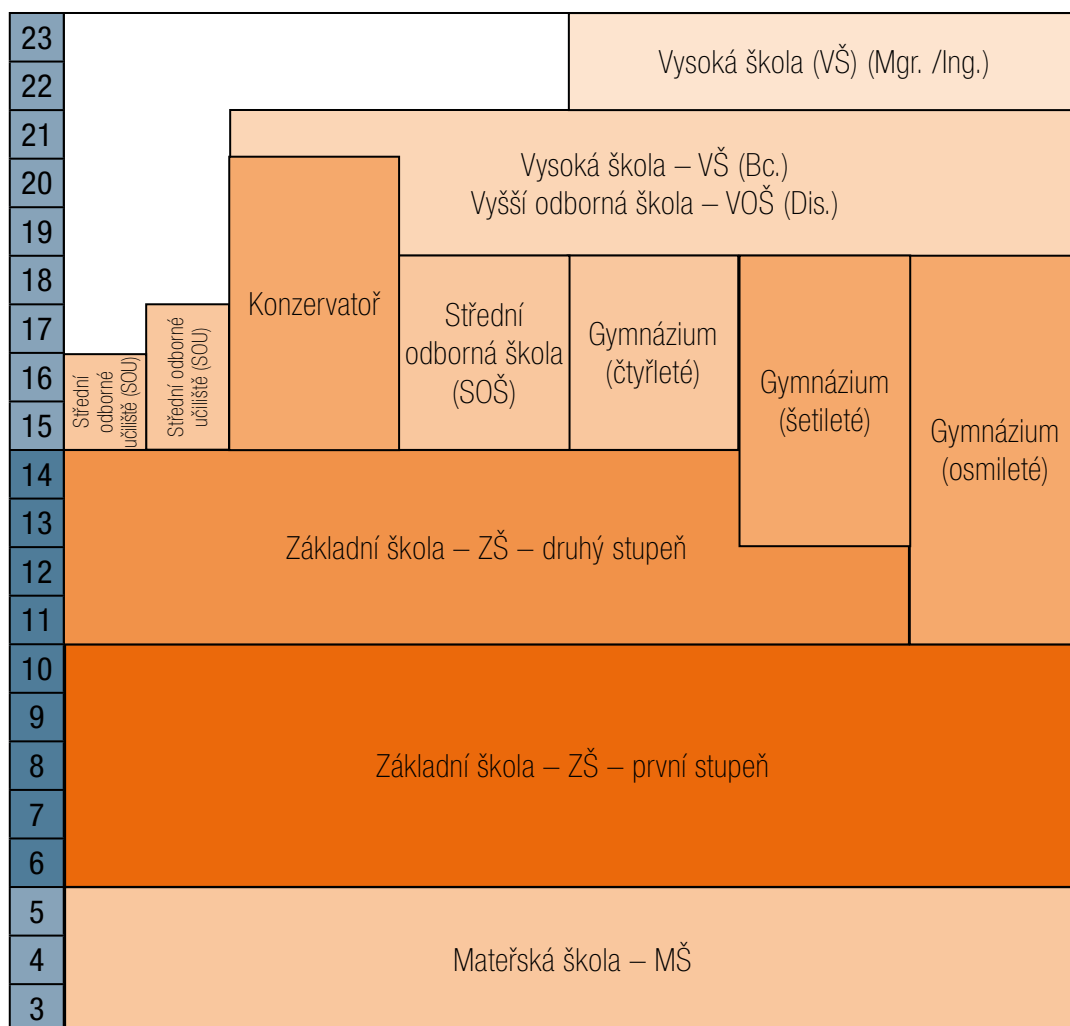 23
22
21
20
19
18
17
16
15
14
13
12
11
10
9
8
7
6
5
4
3
Vysoká škola (VŠ) (Mgr. /Ing.)
Vysoká škola – VŠ (Bc.)
Vyšší odborná škola – VOŠ (Dis.)
Střední
odborné
učiliště (SOU)
Střední odborné
učiliště (SOU)
Konzervatoř
Střední
odborná škola
(SOŠ)
Gymnázium
(čtyřleté)
Gymnázium
(šetileté)
Gymnázium
(osmileté)
Základní škola – ZŠ – druhý stupeň
Základní škola – ZŠ – první stupeň
Mateřská škola – MŠ